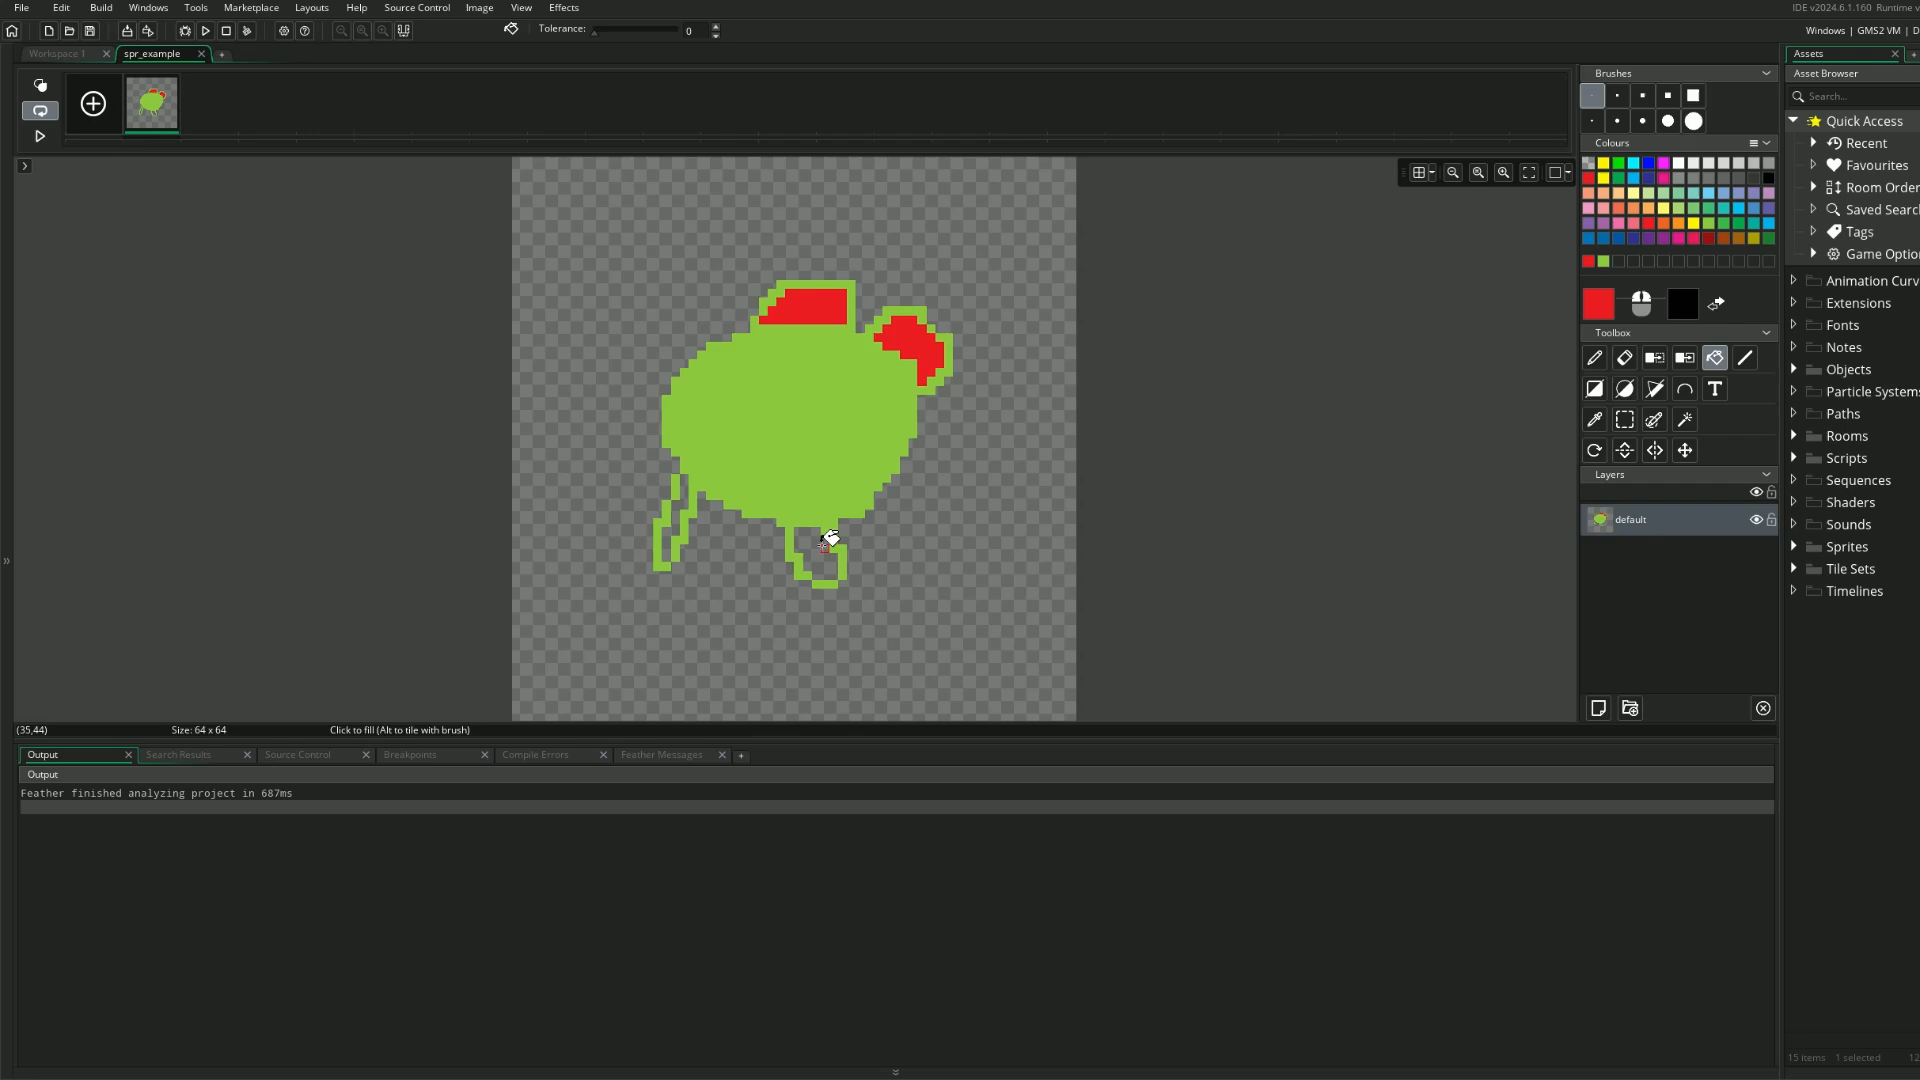 File Edit Build Windows Tools Marketplace Layouts Help Source Control Image View Effects
IDE v2024.6.1.160 Runtime v
Tolerance: 0
Windows | GMS2 VM | D
Workspace 1
spr_example
Assets
Brushes
Asset Browser
Search...
Quick Access
Colours
Recent
Favourites
Room Order
Saved Searc
Tags
Game Optio
Animation Curv
Extensions
Fonts
Toolbox
Notes
T
Objects
Particle Systems
Paths
Rooms
Scripts
Layers
Sequences
Shaders
default
Sounds
Sprites
Tile Sets
Timelines
(35,44) Size: 64 x 64 Click to fill (Alt to tile with brush)
Output Search Results Source Control Breakpoints Compile Errors Feather Messages
Output
Feather finished analyzing project in 687ms
15 items 1 selected 12